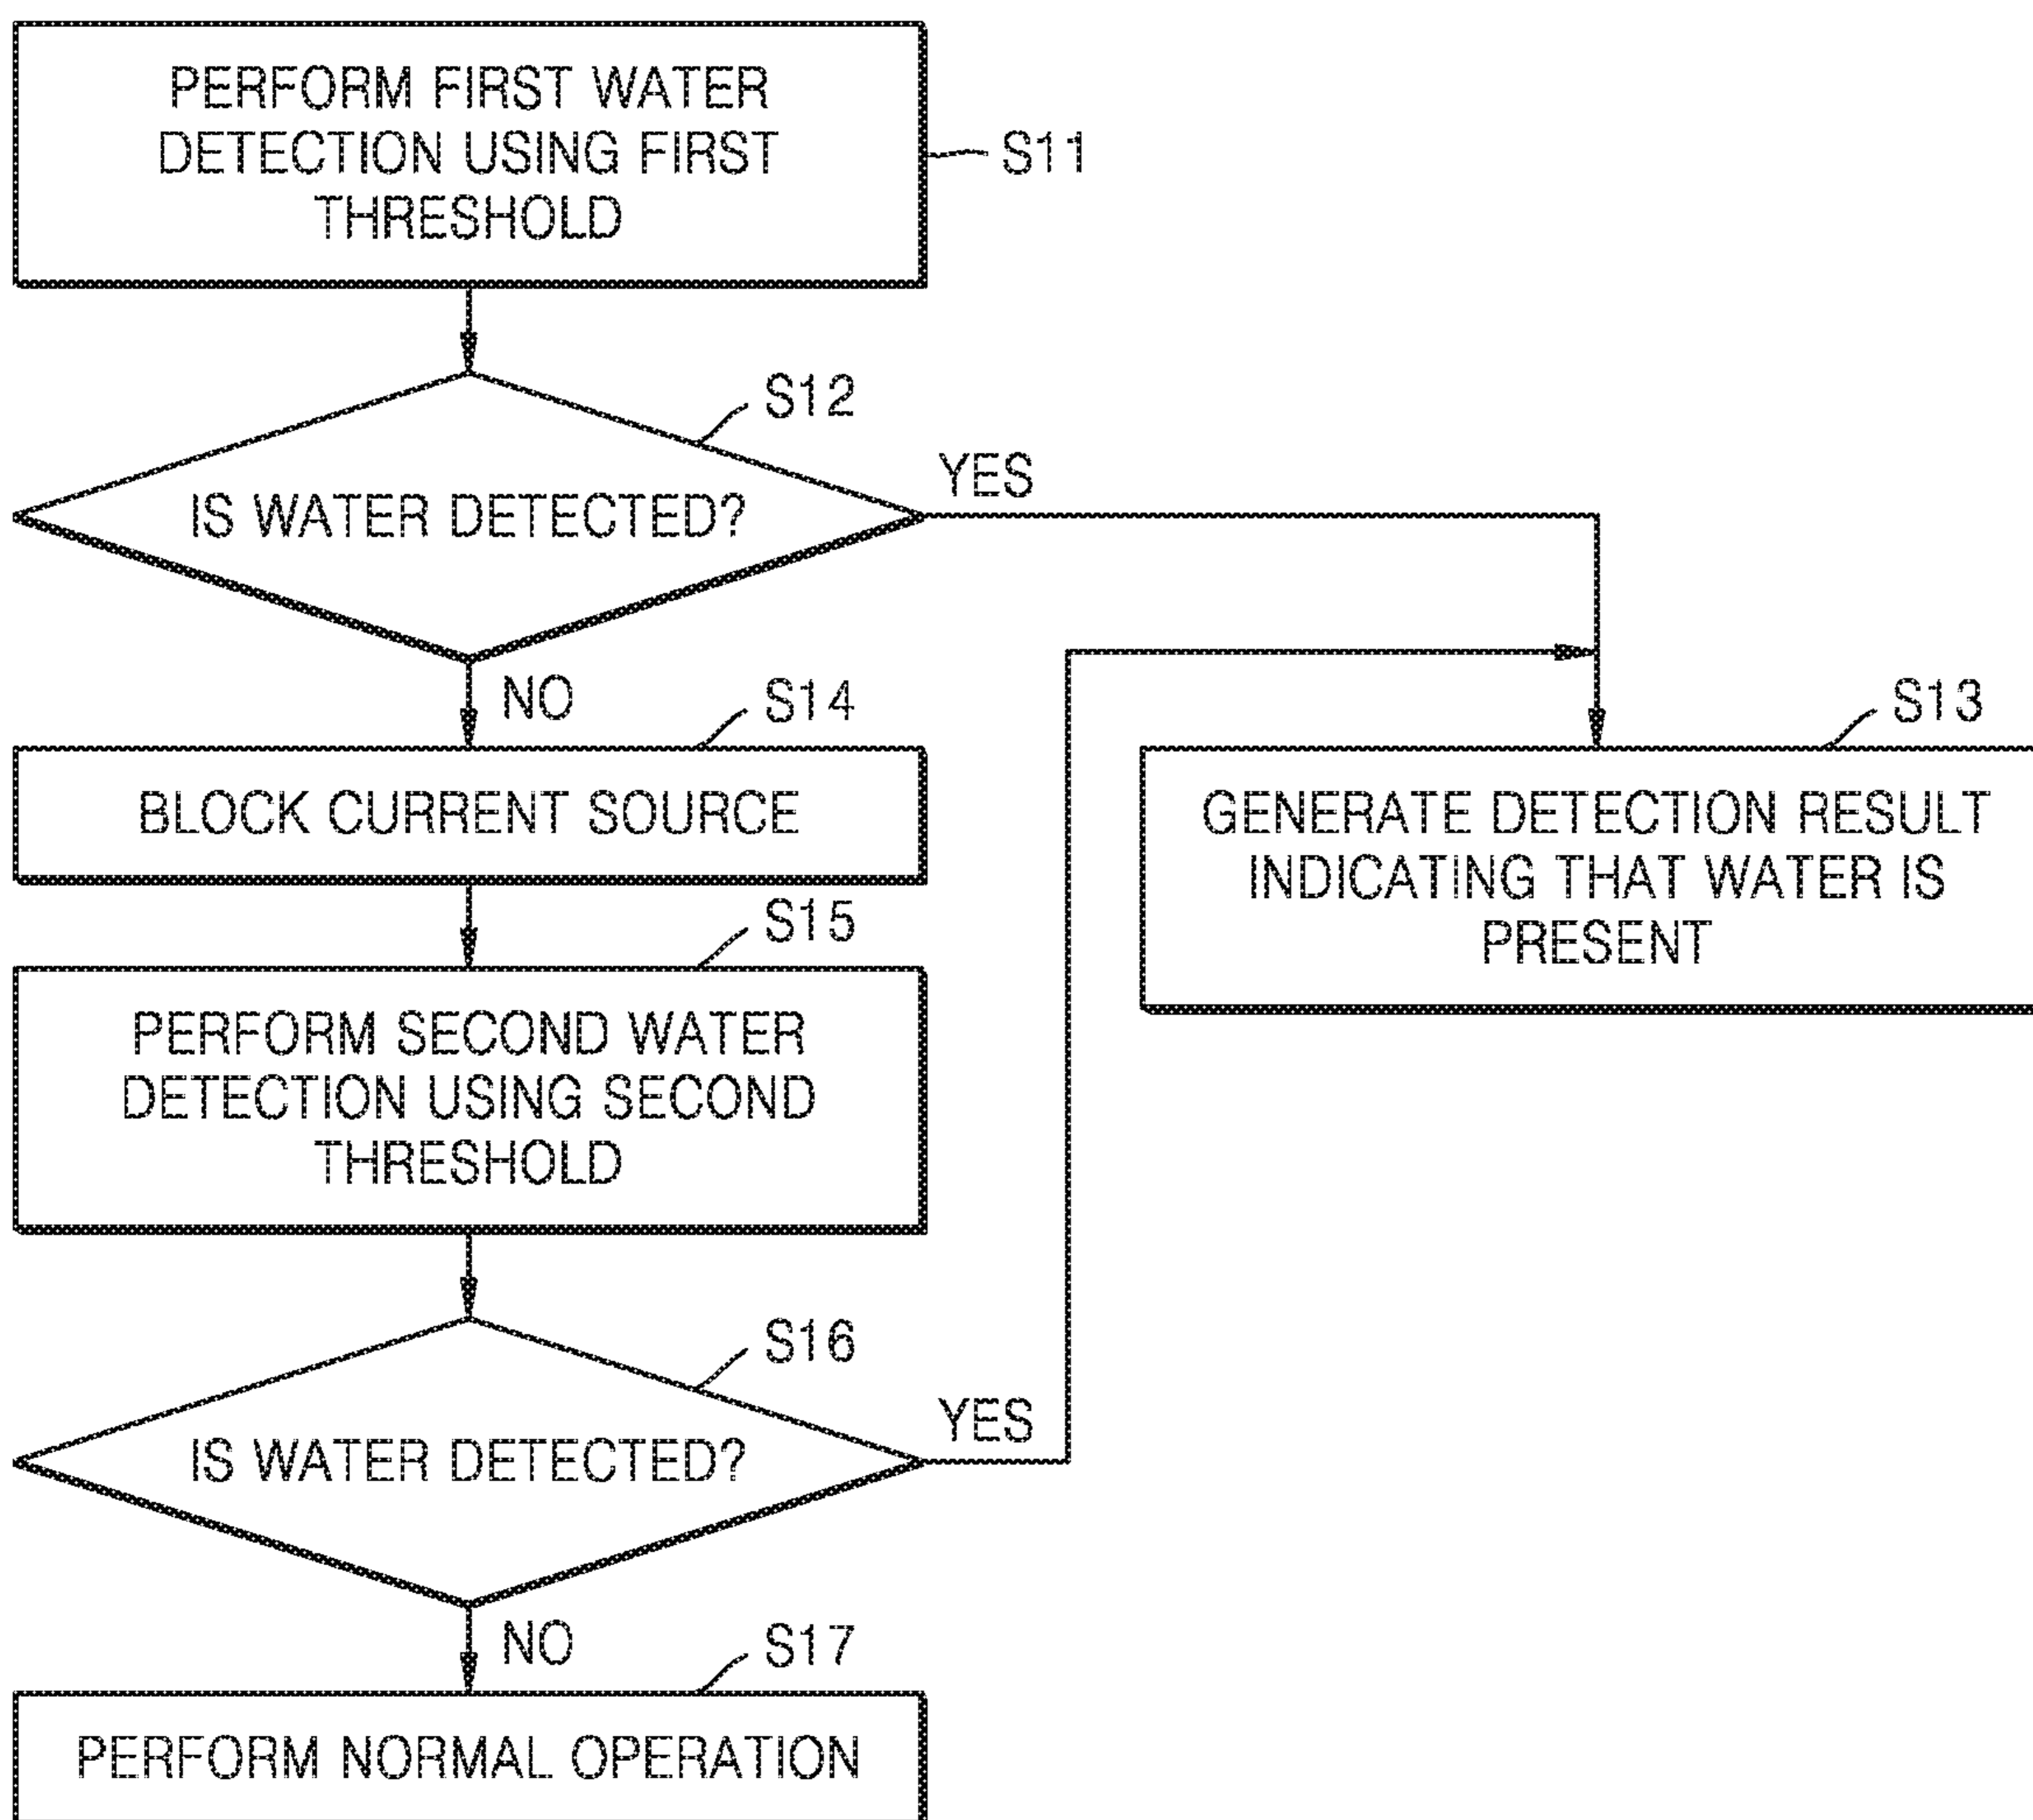 PERFORM FIRST WATER
DETECTION USING FIRST
THRESHOLD
S11
S12
IS WATER DETECTED?
YES
NO
S14
BLOCK CURRENT SOURCE
S13
GENERATE DETECTION RESULT
INDICATING THAT WATER IS
PRESENT
S15
PERFORM SECOND WATER
DETECTION USING SECOND
THRESHOLD
S16
IS WATER DETECTED?
YES
NO
S17
PERFORM NORMAL OPERATION